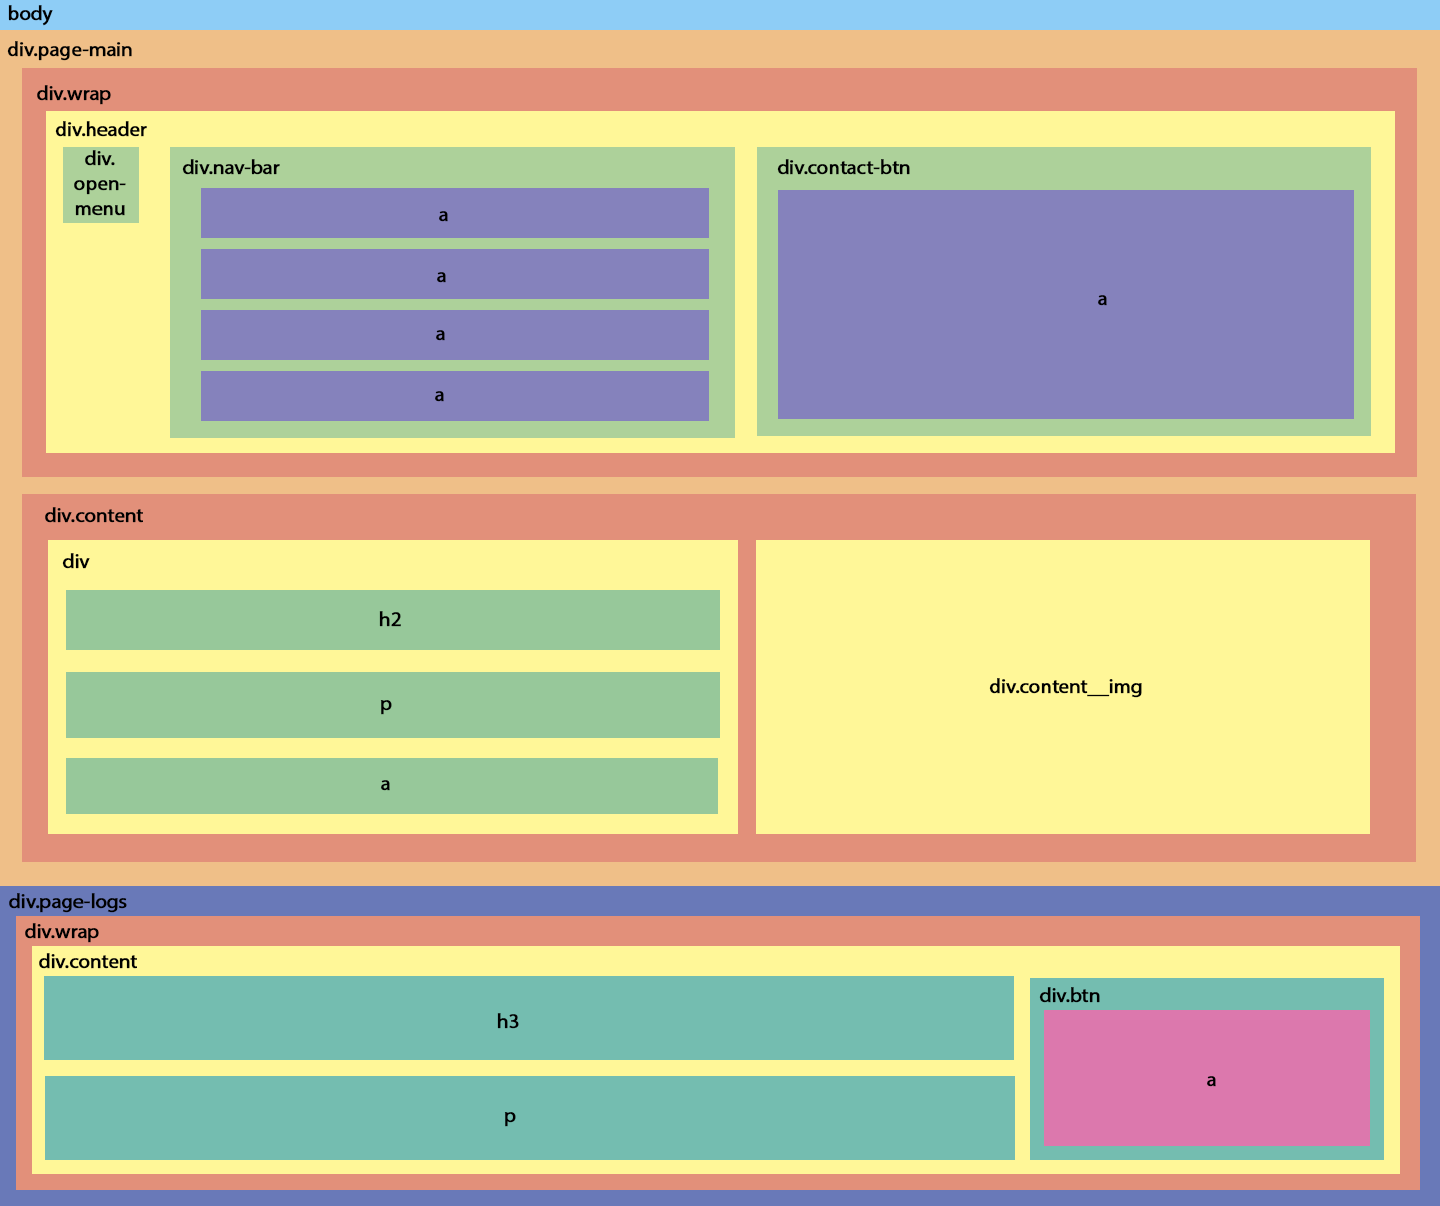 body
div.page-main
div.wrap
div.header
div.
open-
menu
div.nav-bar
a
a
a
a
div.contact-btn
a
div.content
div
h2
p
a
div.content__img
div.page-logs
div.wrap
div.content
h3
p
div.btn
a